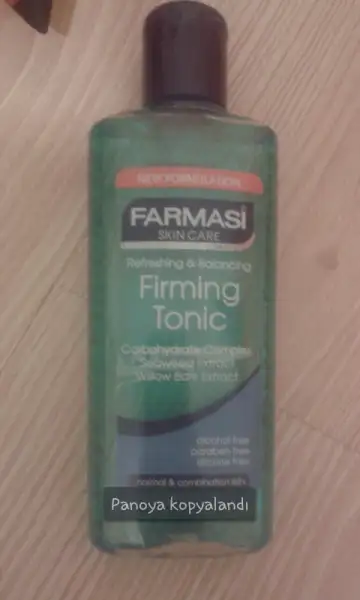 NEW FORMULATION
FARMASİ
SKIN CARE
Refreshing & Balancing
Firming
Tonic
Carbohydrate Complex
Seaweed Extract
Willow Bark Extract
alcohol free
paraben free
normal & combination skin
Panoya kopyalandı